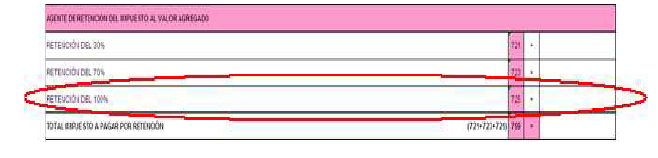 AGENTE DE RETENCION DEL IMPUESTO AL VALOR AGREGADO
RETENCIÓN DEL 30% 721 +
RETENCIÓN DEL 70% 723 +
RETENCIÓN DEL 100% 725 +
TOTAL IMPUESTO A PAGAR POR RETENCIÓN (721+723+725) 799 =